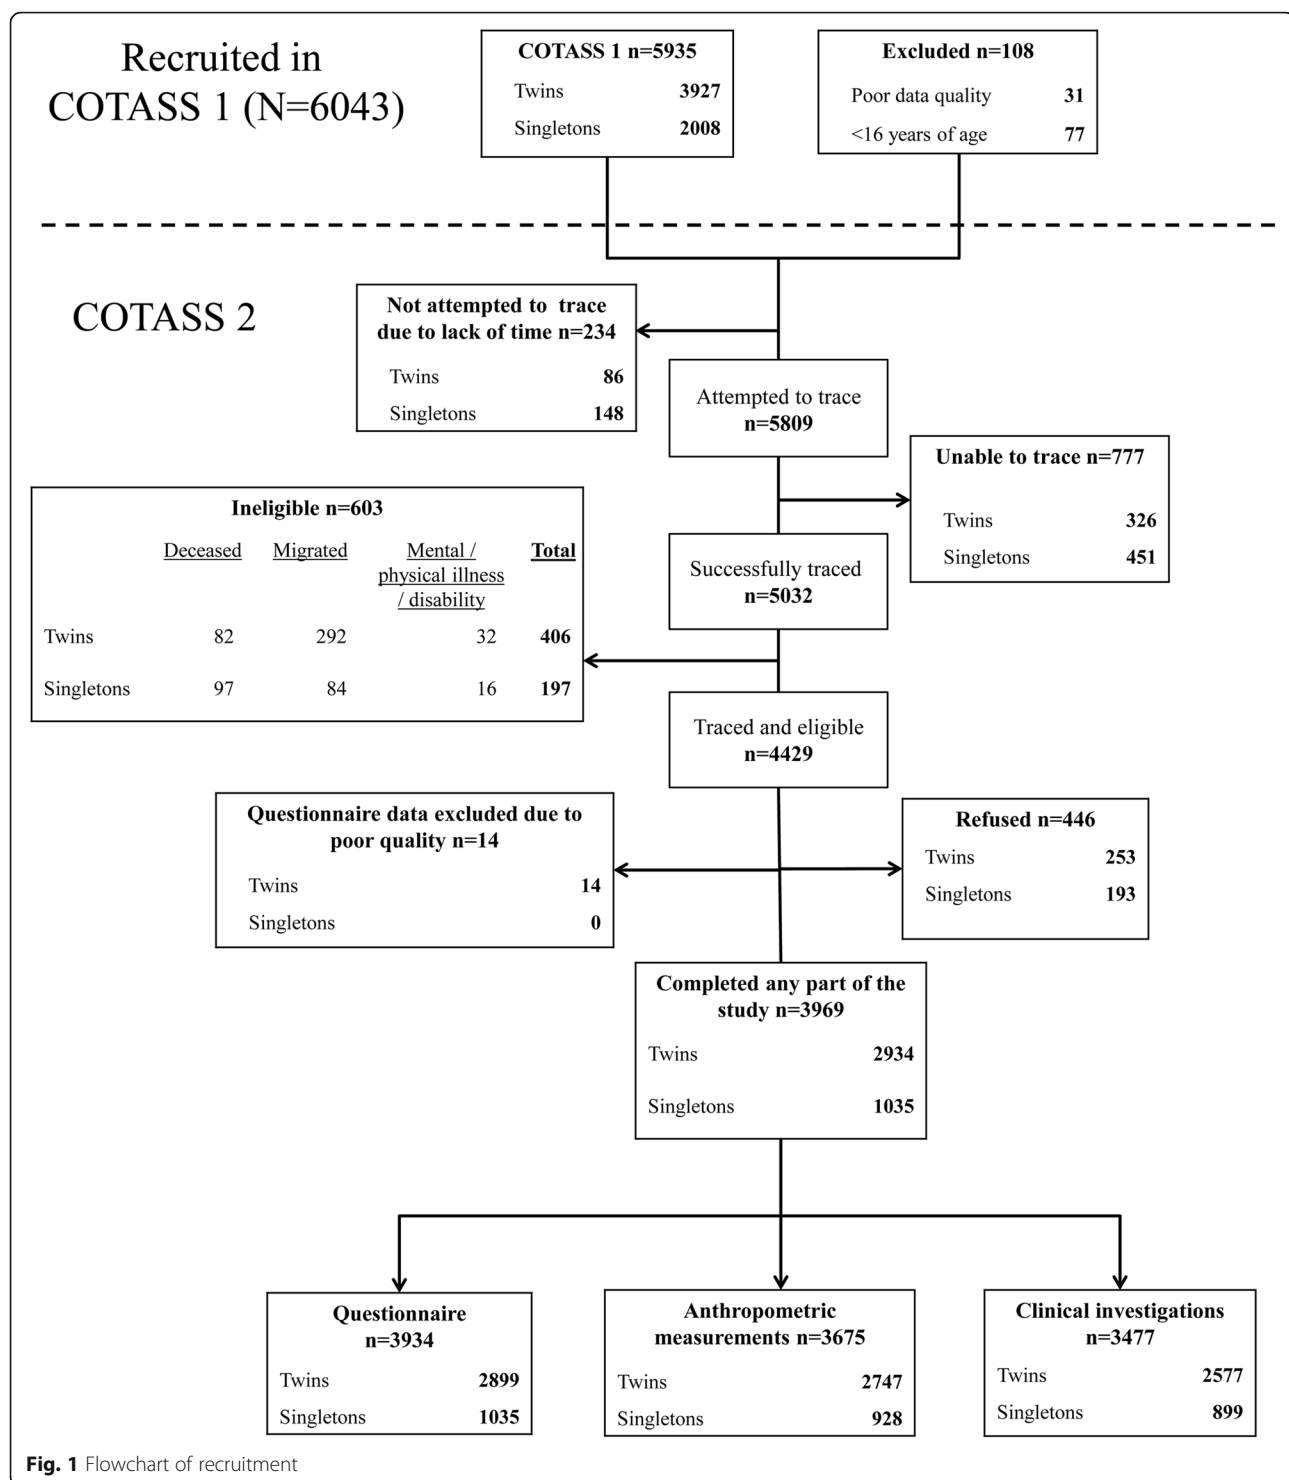 Recruited in
COTASS 1 (N=6043)
COTASS 1 n=5935
Twins 3927
Singletons 2008
Excluded n=108
Poor data quality 31
<16 years of age 77
COTASS 2
Not attempted to trace
due to lack of time n=234
Twins 86
Singletons 148
Attempted to trace
n=5809
Unable to trace n=777
Twins 326
Singletons 451
Ineligible n=603
Deceased Migrated Mental / Total
physical illness
/ disability
Twins 82 292 32 406
Singletons 97 84 16 197
Successfully traced
n=5032
Traced and eligible
n=4429
Questionnaire data excluded due to
poor quality n=14
Twins 14
Singletons 0
Refused n=446
Twins 253
Singletons 193
Completed any part of the
study n=3969
Twins 2934
Singletons 1035
Questionnaire
n=3934
Twins 2899
Singletons 1035
Anthropometric
measurements n=3675
Twins 2747
Singletons 928
Clinical investigations
n=3477
Twins 2577
Singletons 899
Fig. 1 Flowchart of recruitment